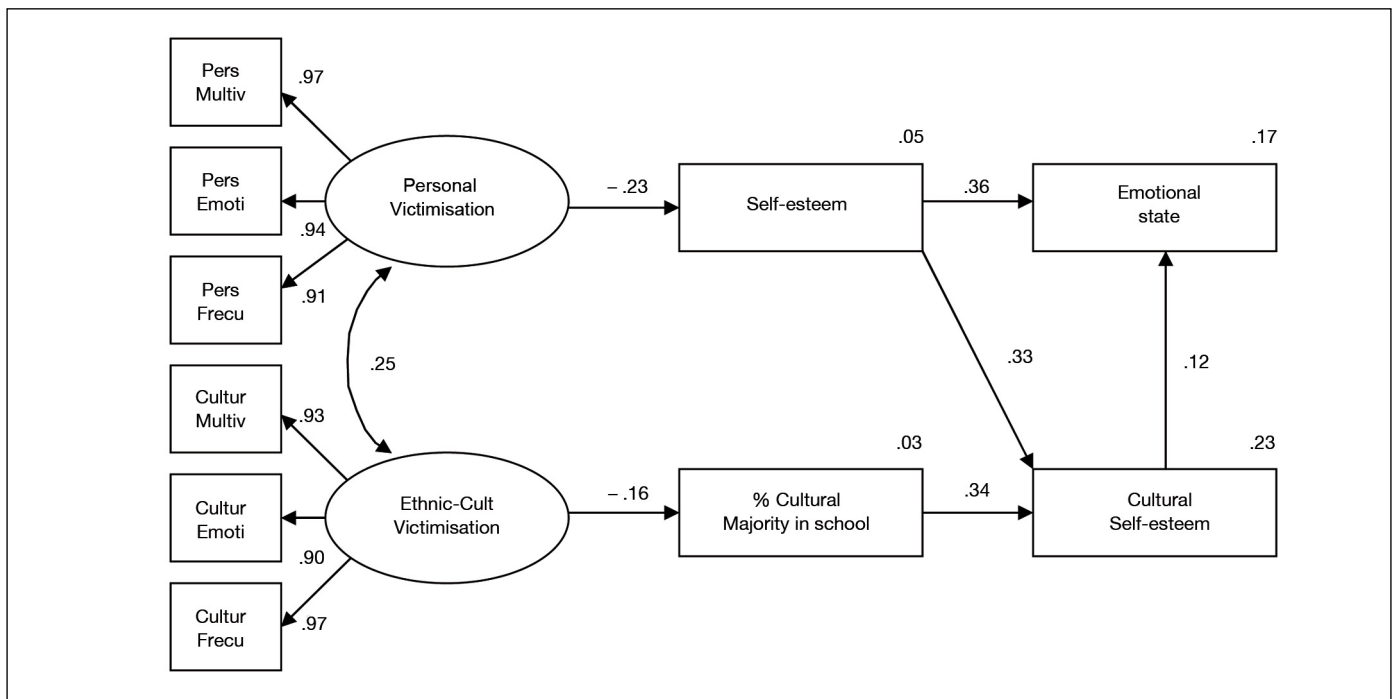 Pers
Multiv
.97
Pers
Emoti
.94
Pers
Frecu
.91
Personal
Victimisation
– .23
.05
Self-esteem
.36
.17
Emotional
state
.25
.33
.12
Cultur
Multiv
.93
Cultur
Emoti
.90
Cultur
Frecu
.97
Ethnic-Cult
Victimisation
– .16
.03
% Cultural
Majority in school
.34
.23
Cultural
Self-esteem